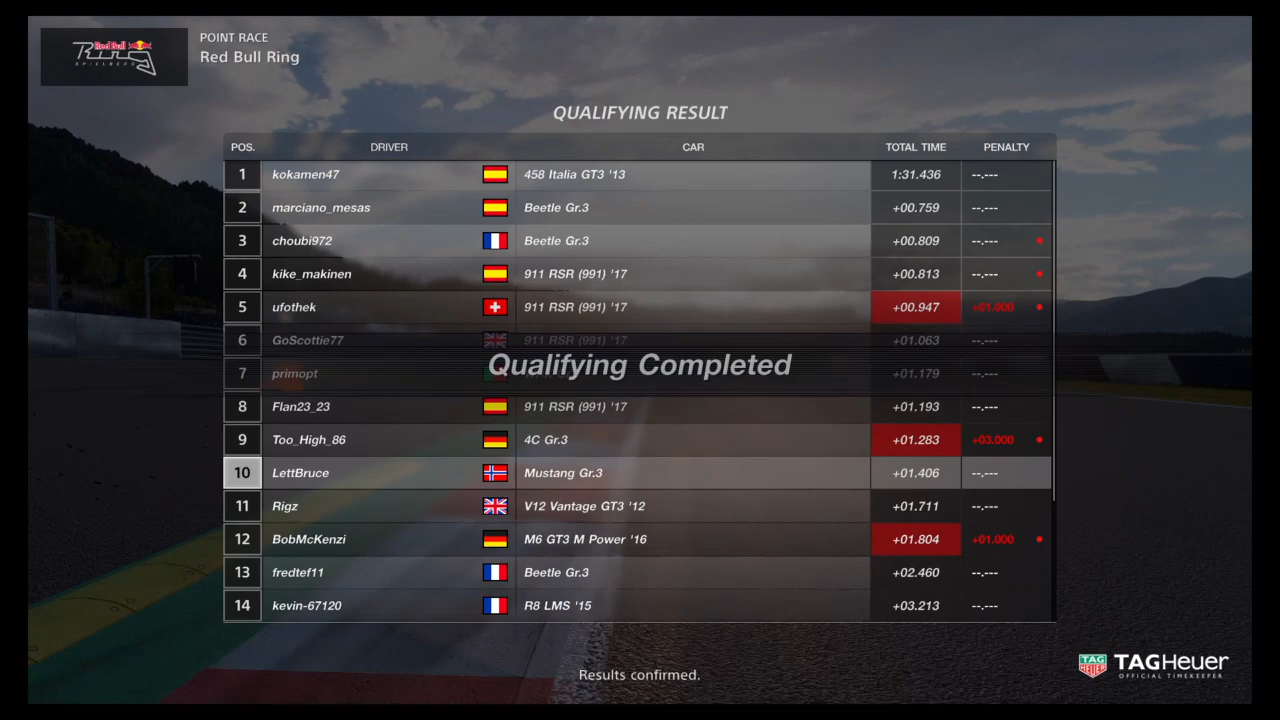 Red Bull
Ring
SPIELBERG
POINT RACE
Red Bull Ring
QUALIFYING RESULT
POS. DRIVER CAR TOTAL TIME PENALTY
1 kokamen47 458 Italia GT3 '13 1:31.436 --.---
2 marciano_mesas Beetle Gr.3 +00.759 --.---
3 choubi972 Beetle Gr.3 +00.809 --.---
4 kike_makinen 911 RSR (991) '17 +00.813 --.---
5 ufothek 911 RSR (991) '17 +00.947 +01.000
6 GoScottie77 911 RSR (991) '17 +01.063 --.---
Qualifying Completed
7 primopt +01.179 --.---
8 Flan23_23 911 RSR (991) '17 +01.193 --.---
9 Too_High_86 4C Gr.3 +01.283 +03.000
10 LettBruce Mustang Gr.3 +01.406 --.---
11 Rigz V12 Vantage GT3 '12 +01.711 --.---
12 BobMcKenzi M6 GT3 M Power '16 +01.804 +01.000
13 fredtef11 Beetle Gr.3 +02.460 --.---
14 kevin-67120 R8 LMS '15 +03.213 --.---
Results confirmed.
TAG HEUER TAGHeuer
OFFICIAL TIMEKEEPER